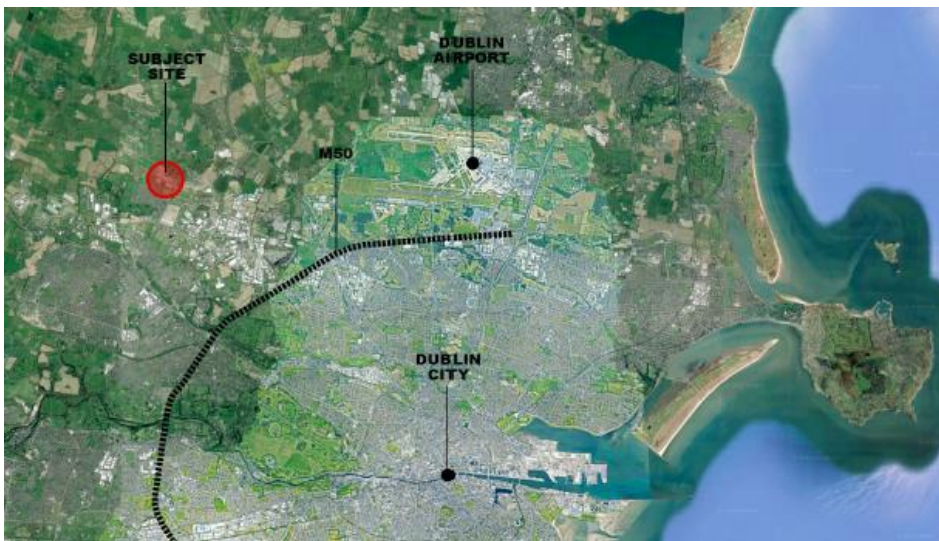 SUBJECT
SITE
DUBLIN
AIRPORT
M50
DUBLIN
CITY